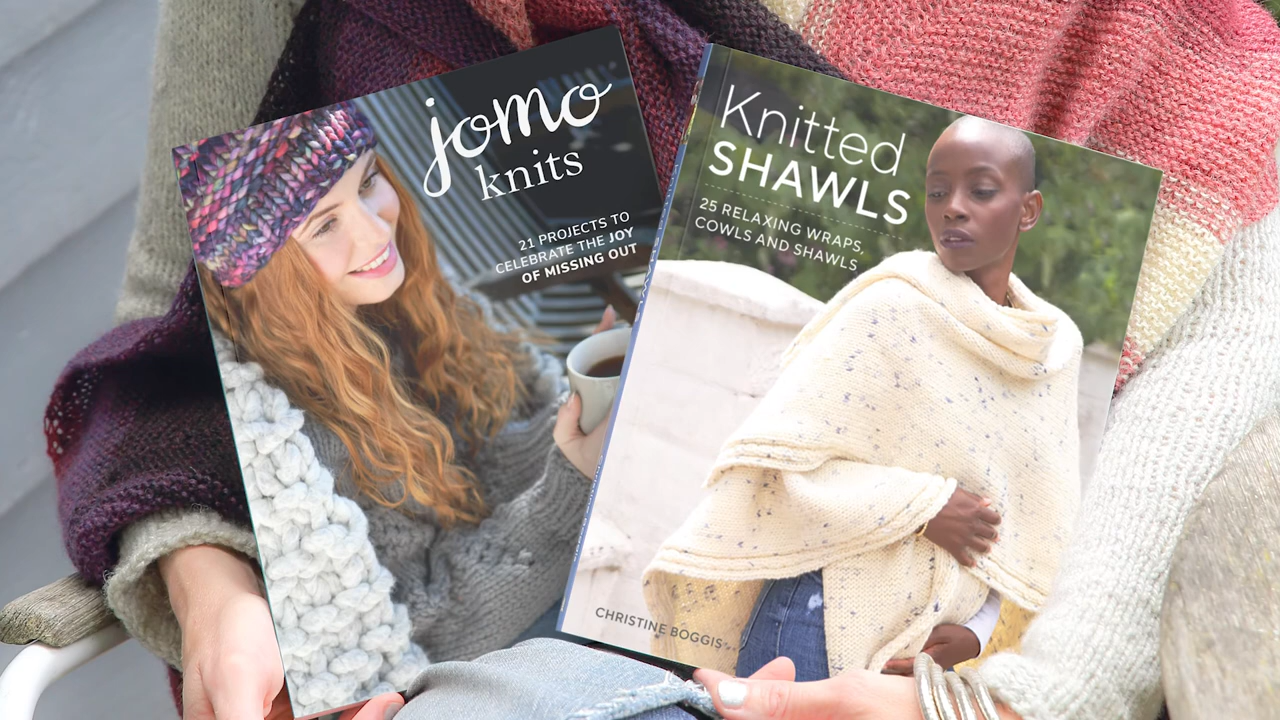 jomo
knits
21 PROJECTS TO
CELEBRATE THE JOY
OF MISSING OUT
Knitted
SHAWLS
25 RELAXING WRAPS,
COWLS AND SHAWLS
CHRISTINE BOGGIS